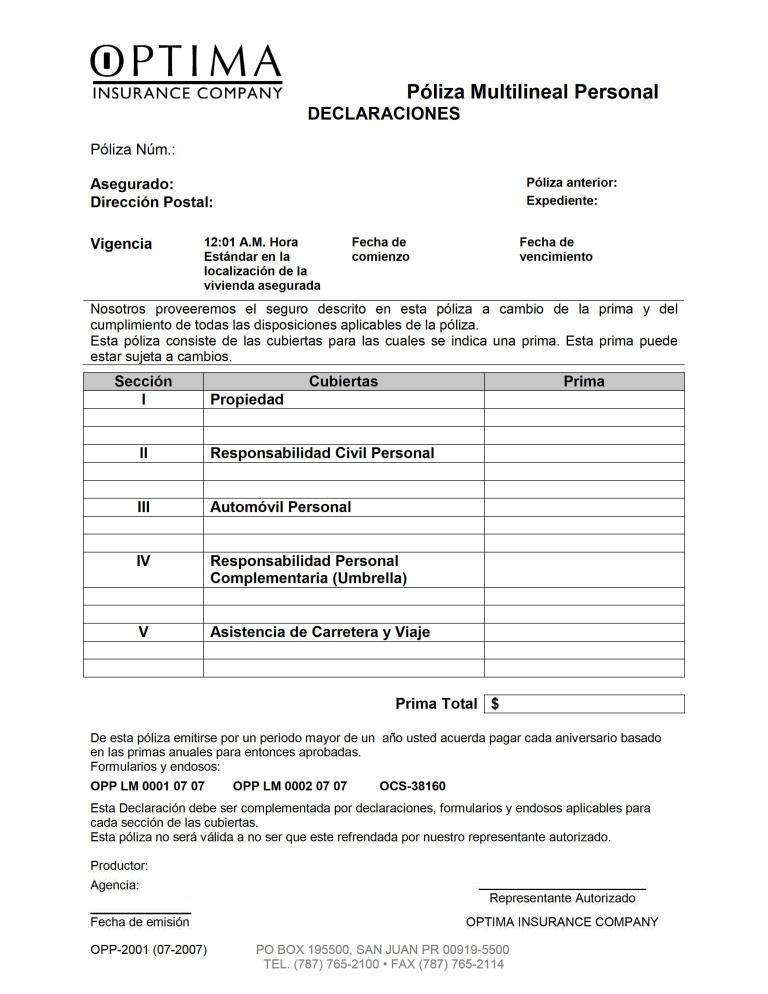 OPTIMA
INSURANCE COMPANY
Póliza Multilineal Personal
DECLARACIONES
Póliza Núm.:
Asegurado:
Póliza anterior:
Dirección Postal:
Expediente:
Vigencia
12:01 A.M. Hora
Estándar en la
localización de la
vivienda asegurada
Fecha de
comienzo
Fecha de
vencimiento
Nosotros proveeremos el seguro descrito en esta póliza a cambio de la prima y del
cumplimiento de todas las disposiciones aplicables de la póliza.
Esta póliza consiste de las cubiertas para las cuales se indica una prima. Esta prima puede
estar sujeta a cambios.
Sección Cubiertas Prima
I Propiedad
II Responsabilidad Civil Personal
III Automóvil Personal
IV Responsabilidad Personal
Complementaria (Umbrella)
V Asistencia de Carretera y Viaje
Prima Total $
De esta póliza emitirse por un periodo mayor de un año usted acuerda pagar cada aniversario basado
en las primas anuales para entonces aprobadas.
Formularios y endosos:
OPP LM 0001 07 07 OPP LM 0002 07 07 OCS-38160
Esta Declaración debe ser complementada por declaraciones, formularios y endosos aplicables para
cada sección de las cubiertas.
Esta póliza no será válida a no ser que este refrendada por nuestro representante autorizado.
Productor:
Agencia:
Representante Autorizado
Fecha de emisión
OPTIMA INSURANCE COMPANY
OPP-2001 (07-2007)
PO BOX 195500, SAN JUAN PR 00919-5500
TEL. (787) 765-2100 • FAX (787) 765-2114